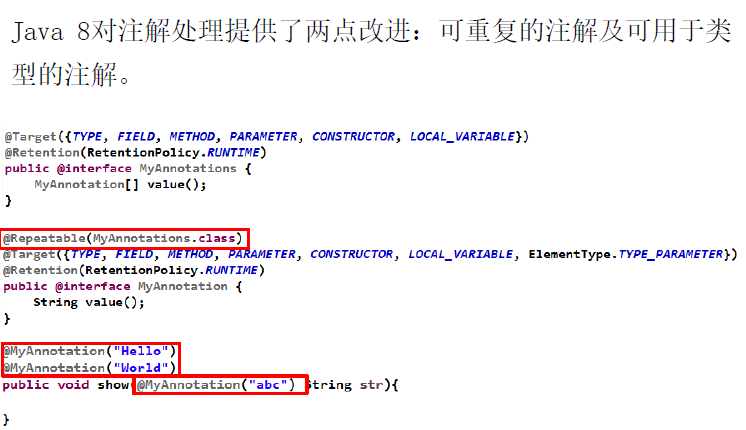 Java 8对注解处理提供了两点改进：可重复的注解及可用于类
型的注解。
@Target({TYPE, FIELD, METHOD, PARAMETER, CONSTRUCTOR, LOCAL_VARIABLE})
@Retention(RetentionPolicy.RUNTIME)
public @interface MyAnnotations {
    MyAnnotation[] value();
}
@Repeatable(MyAnnotations.class)
@Target({TYPE, FIELD, METHOD, PARAMETER, CONSTRUCTOR, LOCAL_VARIABLE, ElementType.TYPE_PARAMETER})
@Retention(RetentionPolicy.RUNTIME)
public @interface MyAnnotation {
    String value();
}
@MyAnnotation("Hello")
@MyAnnotation("World")
public void show(@MyAnnotation("abc") String str){
}